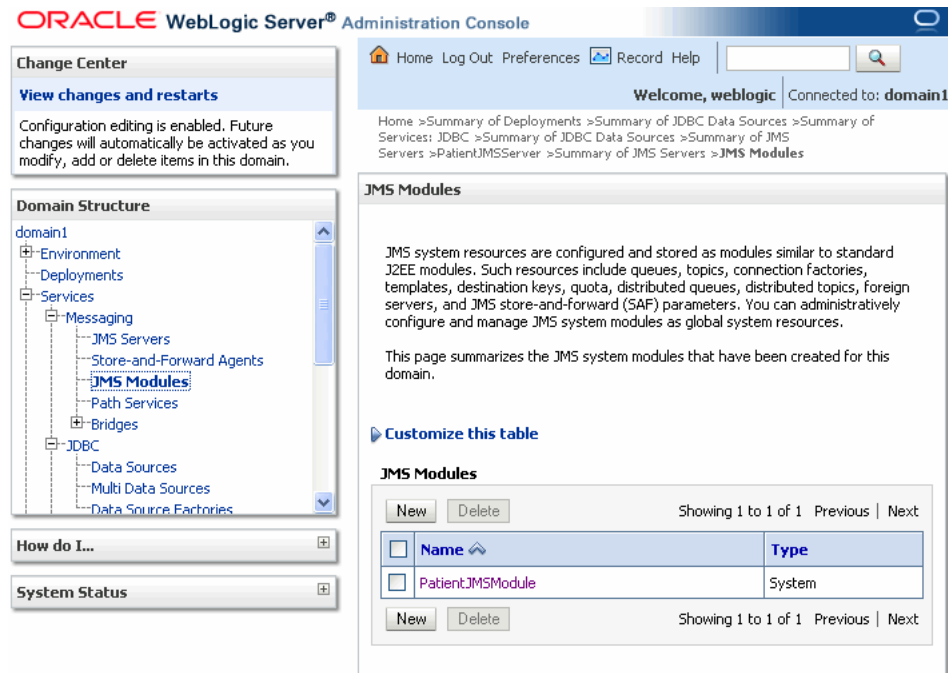 ORACLE WebLogic Server® Administration Console
Change Center
View changes and restarts
Configuration editing is enabled. Future
changes will automatically be activated as you
modify, add or delete items in this domain.
Domain Structure
domain1
Environment
Deployments
Services
Messaging
JMS Servers
Store-and-Forward Agents
JMS Modules
Path Services
Bridges
JDBC
Data Sources
Multi Data Sources
Data Source Factories
How do I...
System Status
Home Log Out Preferences Record Help
Welcome, weblogic Connected to: domain1
Home >Summary of Deployments >Summary of JDBC Data Sources >Summary of
Services: JDBC >Summary of JDBC Data Sources >Summary of JMS
Servers >PatientJMSServer >Summary of JMS Servers >JMS Modules
JMS Modules
JMS system resources are configured and stored as modules similar to standard
J2EE modules. Such resources include queues, topics, connection factories,
templates, destination keys, quota, distributed queues, distributed topics, foreign
servers, and JMS store-and-forward (SAF) parameters. You can administratively
configure and manage JMS system modules as global system resources.
This page summarizes the JMS system modules that have been created for this
domain.
Customize this table
JMS Modules
New Delete Showing 1 to 1 of 1 Previous | Next
Name Type
PatientJMSModule System
New Delete Showing 1 to 1 of 1 Previous | Next